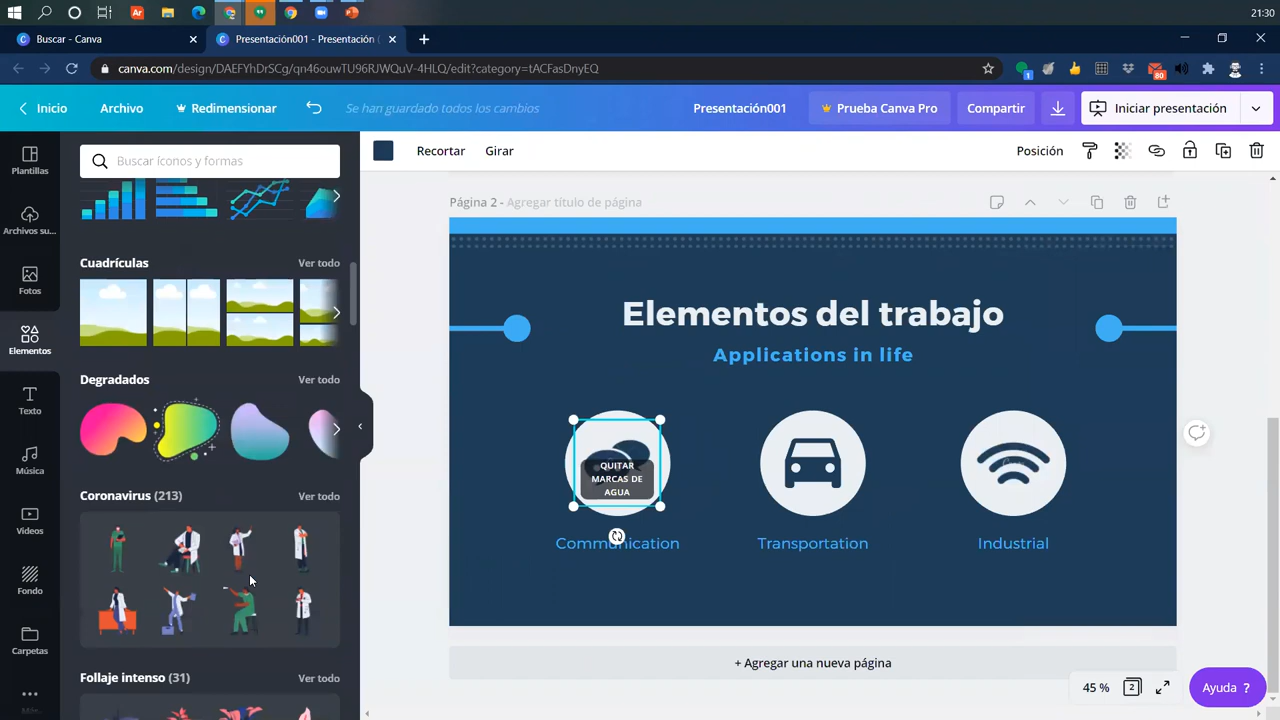 21:30
Buscar - Canva
Presentación001 - Presentación (
canva.com/design/DAEFYhDrSCg/qn46ouwTU96RJWQuV-4HLQ/edit?category=tACFasDnyEQ
80
1
Inicio
Archivo
Redimensionar
Se han guardado todos los cambios
Presentación001
Prueba Canva Pro
Compartir
Iniciar presentación
Plantillas
Archivos su...
Fotos
Elementos
Texto
Música
Videos
Fondo
Carpetas
Más
Buscar íconos y formas
Cuadrículas
Ver todo
Degradados
Ver todo
Coronavirus (213)
Ver todo
Follaje intenso (31)
Ver todo
Recortar
Girar
Posición
Página 2 - Agregar título de página
Elementos del trabajo
Applications in life
QUITAR
MARCAS DE
AGUA
Communication
Transportation
Industrial
+ Agregar una nueva página
45 %
2
Ayuda ?